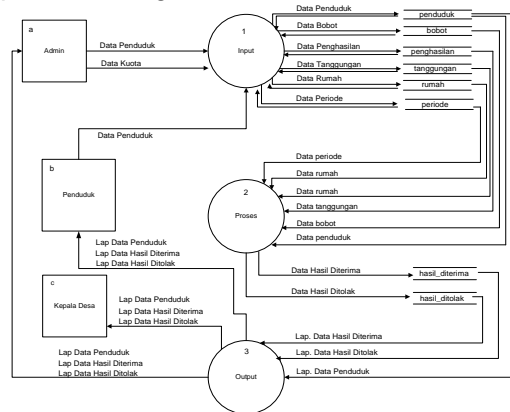 a
Admin
Data Penduduk
Data Kuota
1
Input
Data Penduduk
penduduk
Data Bobot
bobot
Data Penghasilan
penghasilan
Data Tanggungan
tanggungan
Data Rumah
rumah
Data Periode
periode
Data Penduduk
b
Penduduk
Data periode
Data rumah
Data rumah
Data tanggungan
Data bobot
Data penduduk
2
Proses
Lap Data Penduduk
Lap Data Hasil Diterima
Lap Data Hasil Ditolak
Data Hasil Diterima
hasil_diterima
Data Hasil Ditolak
hasil_ditolak
c
Kepala Desa
Lap Data Penduduk
Lap Data Hasil Diterima
Lap Data Hasil Ditolak
Lap. Data Hasil Diterima
Lap. Data Hasil Ditolak
Lap. Data Penduduk
3
Output
Lap Data Penduduk
Lap Data Hasil Diterima
Lap Data Hasil Ditolak